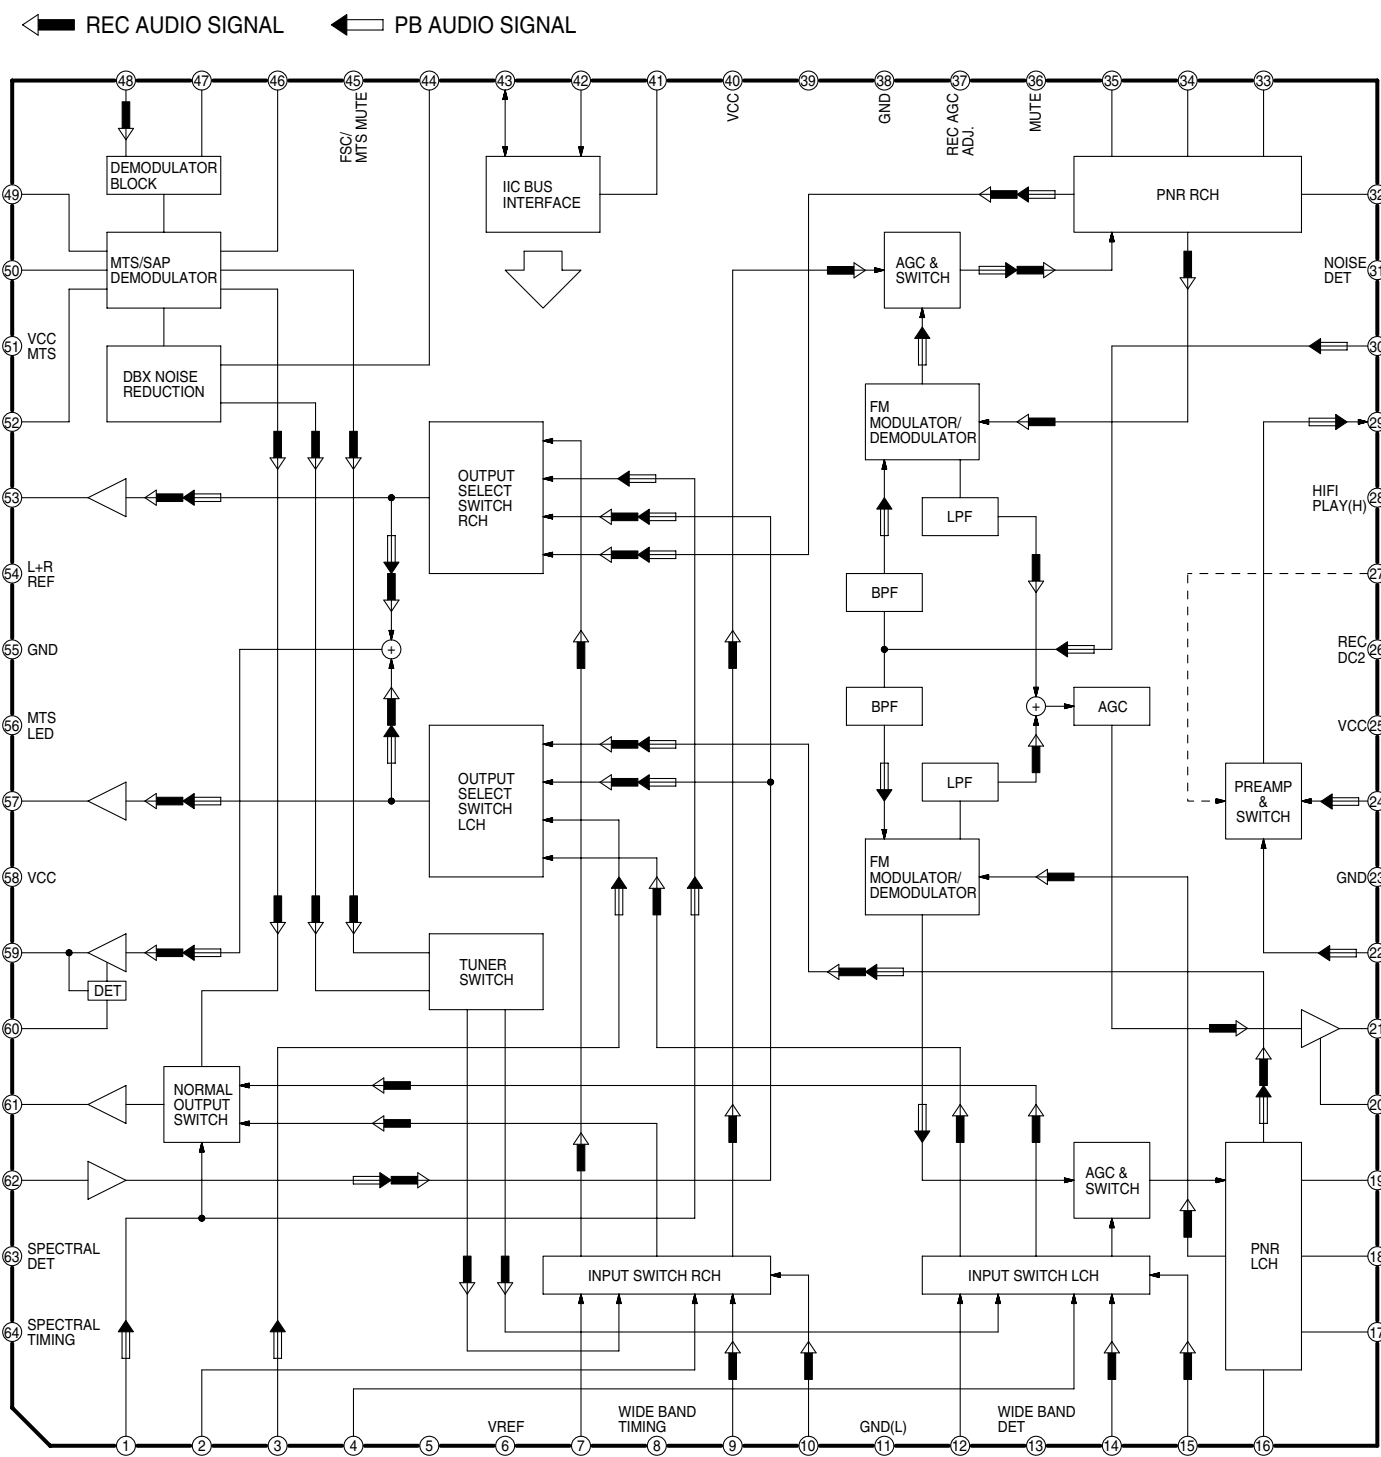 REC AUDIO SIGNAL
PB AUDIO SIGNAL
48
47
46
45
44
43
42
41
40
39
38
37
36
35
34
33
FSC/
MTS MUTE
VCC
GND
REC AGC
ADJ.
MUTE
DEMODULATOR
BLOCK
IIC BUS
INTERFACE
PNR RCH
49
32
MTS/SAP
DEMODULATOR
AGC &
SWITCH
NOISE
DET
50
31
51
VCC
MTS
30
DBX NOISE
REDUCTION
FM
MODULATOR/
DEMODULATOR
52
29
OUTPUT
SELECT
SWITCH
RCH
53
LPF
HIFI
PLAY(H)
28
54
L+R
REF
BPF
27
55
GND
+
REC
DC2
26
56
MTS
LED
BPF
+
AGC
VCC
25
OUTPUT
SELECT
SWITCH
LCH
LPF
PREAMP
&
SWITCH
57
24
58
VCC
FM
MODULATOR/
DEMODULATOR
GND
23
59
22
TUNER
SWITCH
DET
60
21
NORMAL
OUTPUT
SWITCH
61
20
62
AGC &
SWITCH
19
63
SPECTRAL
DET
INPUT SWITCH RCH
INPUT SWITCH LCH
PNR
LCH
18
64
SPECTRAL
TIMING
17
VREF
WIDE BAND
TIMING
GND(L)
WIDE BAND
DET
1
2
3
4
5
6
7
8
9
10
11
12
13
14
15
16